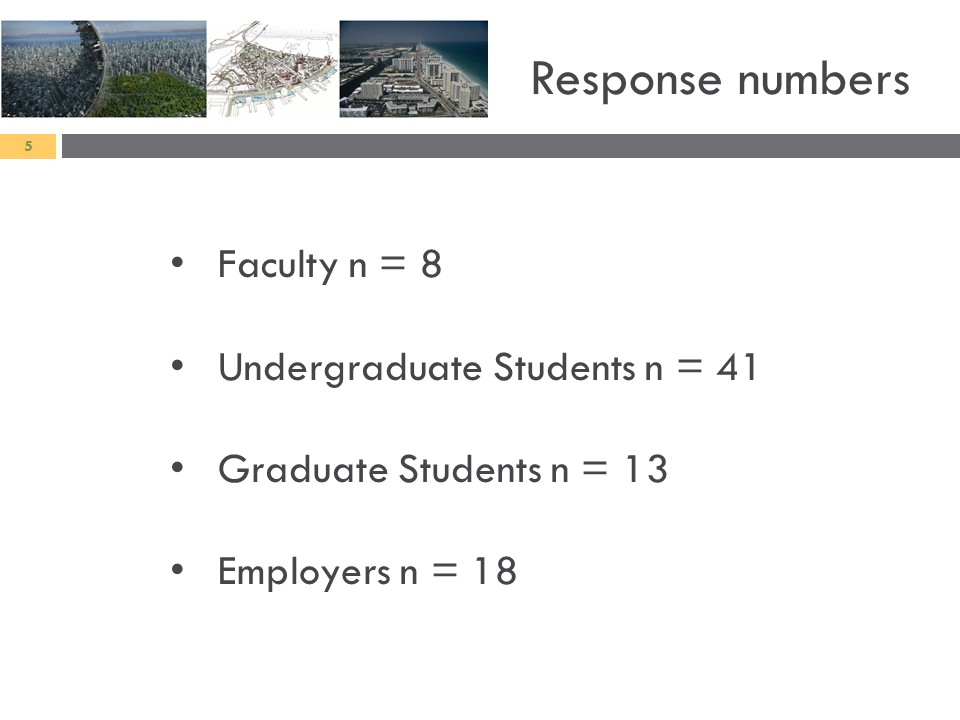 Response numbers
5
• Faculty n = 8
• Undergraduate Students n = 41
• Graduate Students n = 13
• Employers n = 18